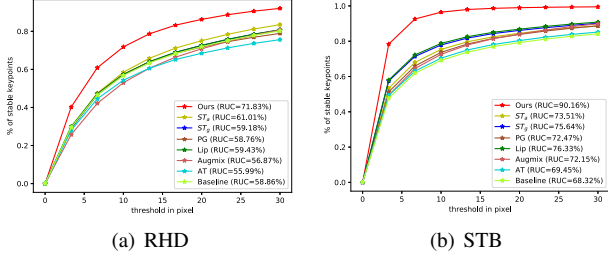 % of stable keypoints
0.8
0.6
0.4
0.2
0.0
Ours (RUC=71.83%)
STa (RUC=61.01%)
STg (RUC=59.18%)
PG (RUC=58.76%)
Lip (RUC=59.43%)
Augmix (RUC=56.87%)
AT (RUC=55.99%)
Baseline (RUC=58.86%)
0 5 10 15 20 25 30
threshold in pixel
(a) RHD
% of stable keypoints
1.0
0.8
0.6
0.4
0.2
0.0
Ours (RUC=90.16%)
STa (RUC=73.51%)
STg (RUC=75.64%)
PG (RUC=72.47%)
Lip (RUC=76.33%)
Augmix (RUC=72.15%)
AT (RUC=69.45%)
Baseline (RUC=68.32%)
0 5 10 15 20 25 30
threshold in pixel
(b) STB